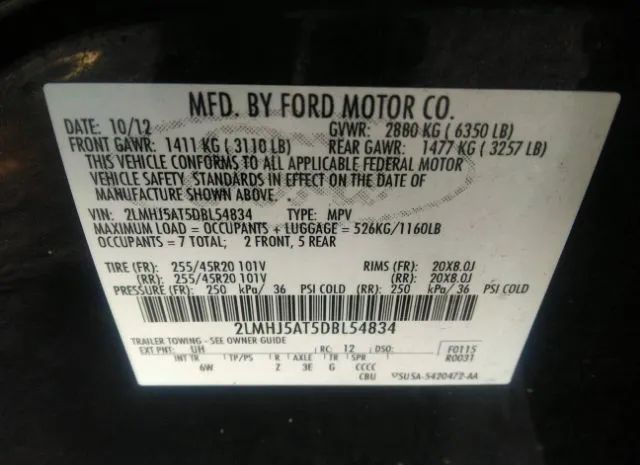 MFD. BY FORD MOTOR CO.
DATE: 10/12 GVWR: 2880 KG ( 6350 LB)
FRONT GAWR: 1411 KG ( 3110 LB) REAR GAWR: 1477 KG ( 3257 LB)
THIS VEHICLE CONFORMS TO ALL APPLICABLE FEDERAL MOTOR
VEHICLE SAFETY STANDARDS IN EFFECT ON THE DATE OF
MANUFACTURE SHOWN ABOVE.
VIN: 2LMHJ5AT5DBL54834 TYPE: MPV
MAXIMUM LOAD = OCCUPANTS + LUGGAGE = 526KG/1160LB
OCCUPANTS = 7 TOTAL; 2 FRONT, 5 REAR
TIRE (FR): 255/45R20 101V RIMS (FR): 20X8.0J
(RR): 255/45R20 101V (RR): 20X8.0J
PRESSURE (FR): 250 kPa/ 36 PSI COLD (RR): 250 kPa/ 36 PSI COLD
2LMHJ5AT5DBL54834
TRAILER TOWING - SEE OWNER GUIDE
EXT PNT: UH RC: 12 DSO: F0115
INT TR TP/PS R AXLE TR SPR R0031
6W 2 3E G CCCC
CBU SUSA-5420472-AA